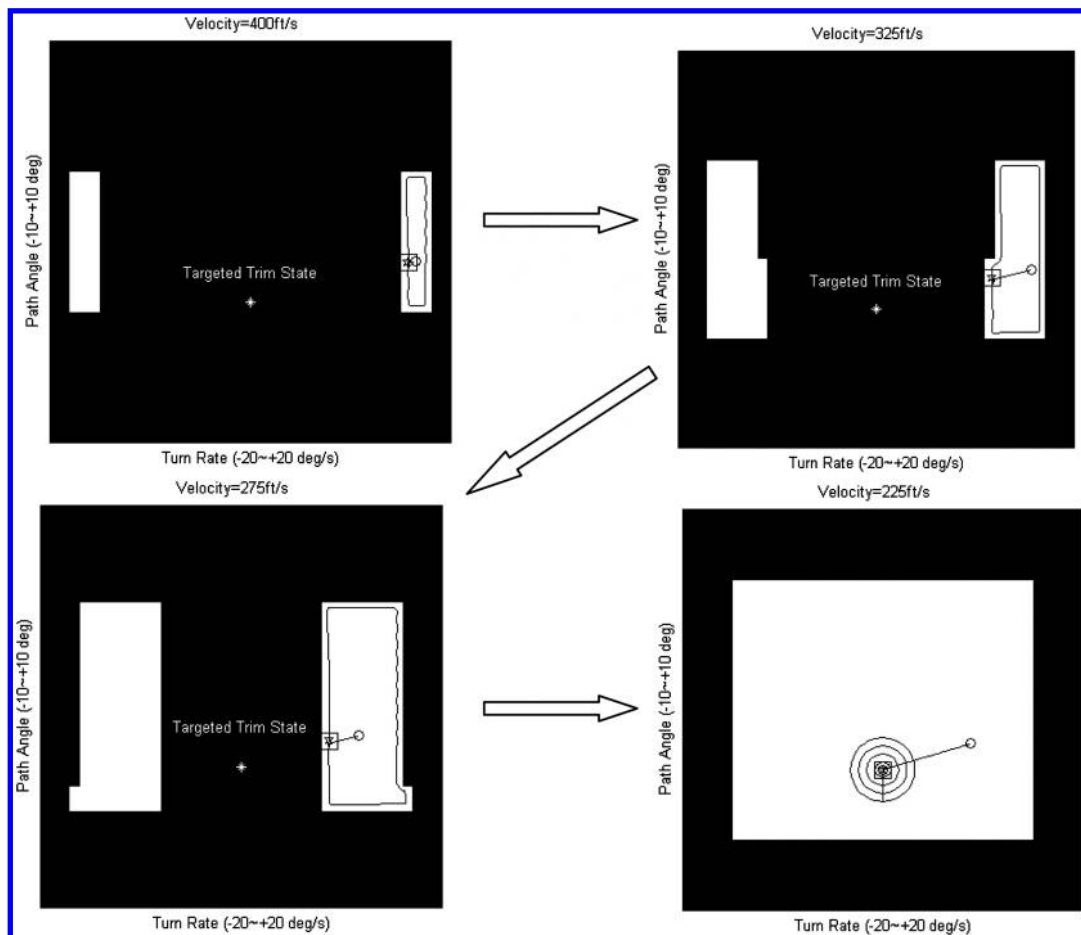 Velocity=400ft/s
Path Angle (-10~+10 deg)
Targeted Trim State
Turn Rate (-20~+20 deg/s)
Velocity=325ft/s
Path Angle (-10~+10 deg)
Targeted Trim State
Turn Rate (-20~+20 deg/s)
Velocity=275ft/s
Path Angle (-10~+10 deg)
Targeted Trim State
Turn Rate (-20~+20 deg/s)
Velocity=225ft/s
Path Angle (-10~+10 deg)
Turn Rate (-20~+20 deg/s)